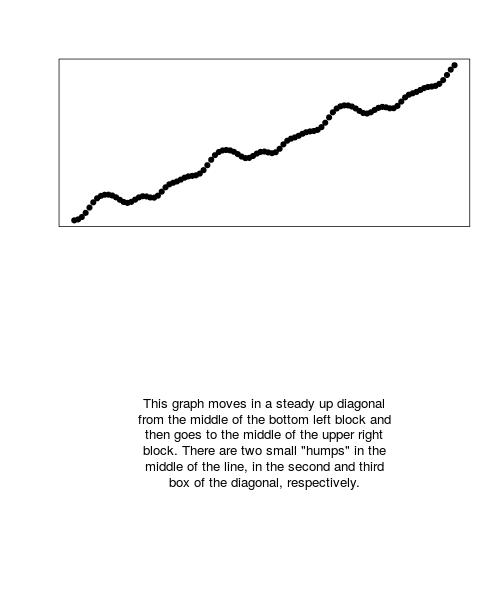 This graph moves in a steady up diagonal
from the middle of the bottom left block and
then goes to the middle of the upper right
block. There are two small "humps" in the
middle of the line, in the second and third
box of the diagonal, respectively.